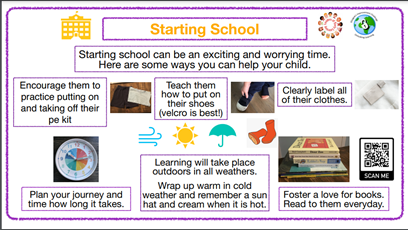 Starting School
Starting school can be an exciting and worrying time.
Here are some ways you can help your child.
Encourage them to
practice putting on
and taking off their
pe kit
Teach them
how to put on
their shoes
(velcro is best!)
Clearly label all
of their clothes.
Learning will take place
outdoors in all weathers.
Wrap up warm in cold
weather and remember a sun
hat and cream when it is hot.
SCAN ME
Plan your journey and
time how long it takes.
Foster a love for books.
Read to them everyday.